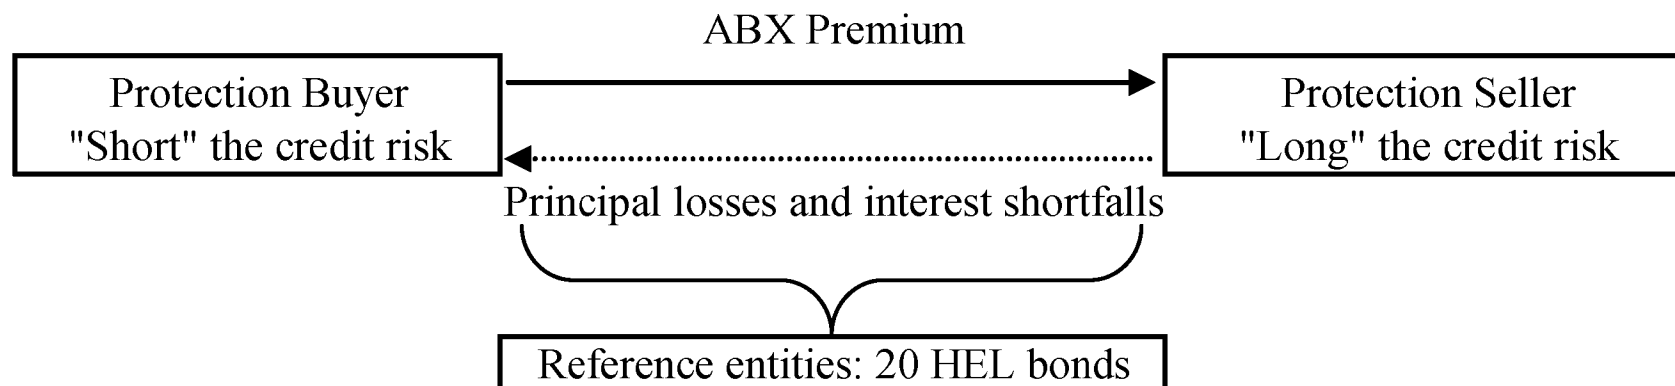 ABX Premium
Protection Buyer
"Short" the credit risk
Protection Seller
"Long" the credit risk
Principal losses and interest shortfalls
Reference entities: 20 HEL bonds